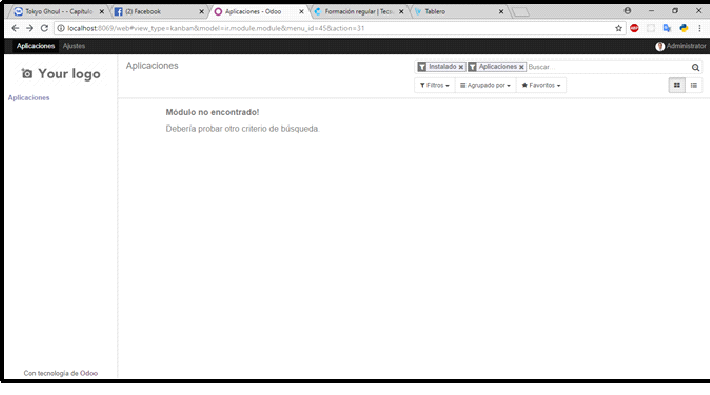 Tokyo Ghoul - - Capítulo
(2) Facebook
Aplicaciones - Odoo
Formación regular | Tecs
Tablero
localhost:8069/web#view_type=kanban&model=ir.module.module&menu_id=45&action=31
Aplicaciones Ajustes
Administrator
Your logo
Aplicaciones
Aplicaciones
Instalado
Aplicaciones
Buscar...
Filtros
Agrupado por
Favoritos
Módulo no encontrado!
Debería probar otro criterio de búsqueda.
Con tecnología de Odoo